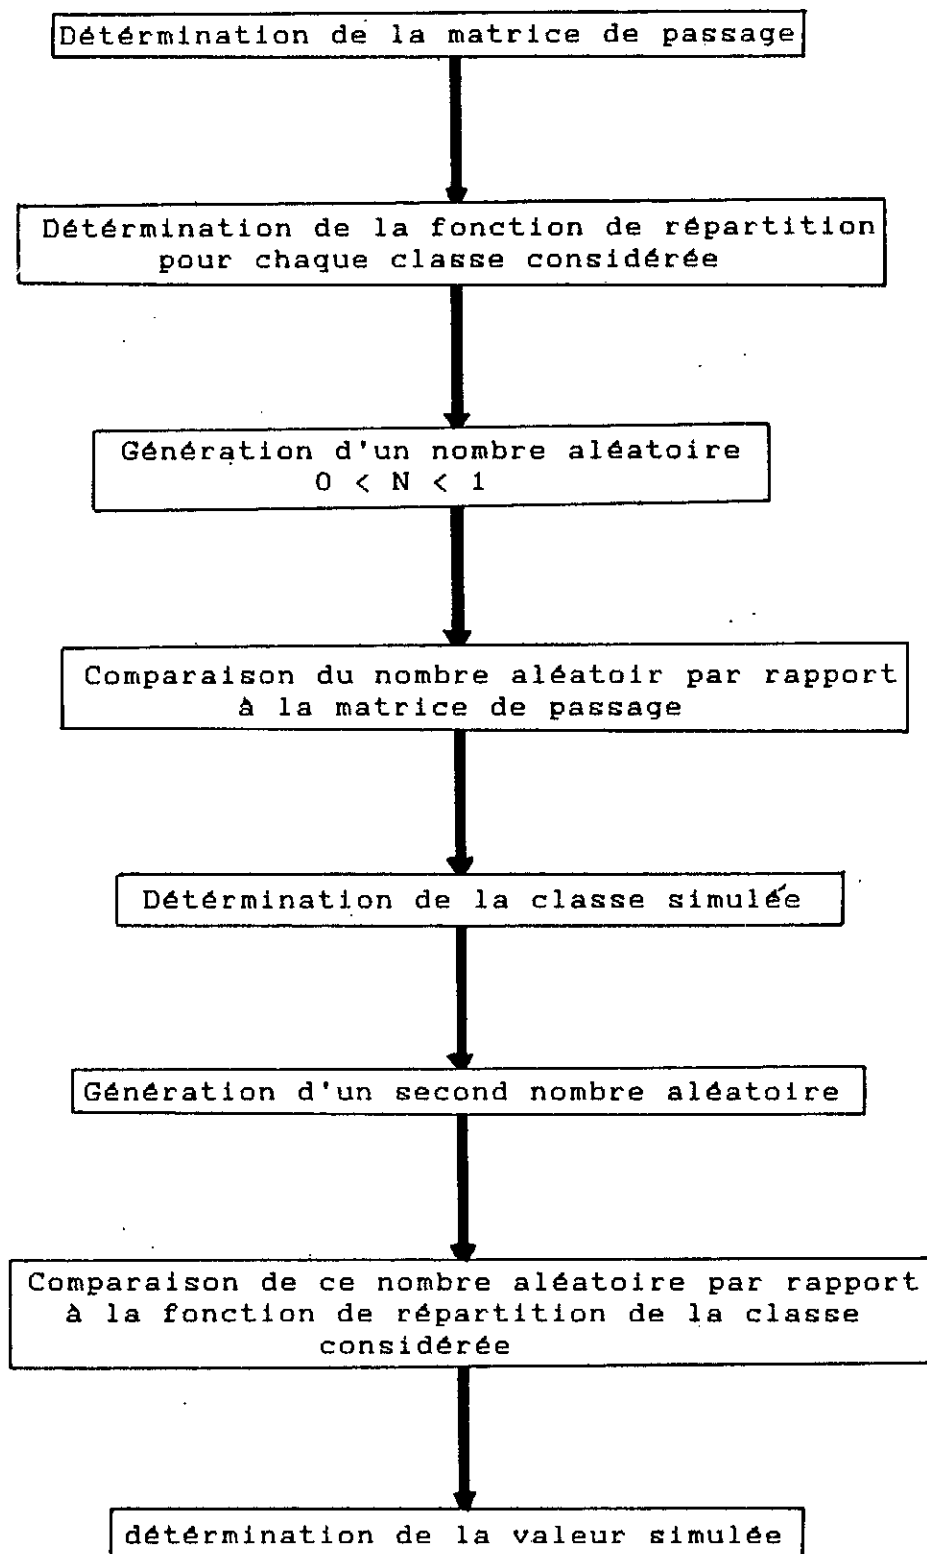 Détérmination de la matrice de passage
Détérmination de la fonction de répartition
pour chaque classe considérée
Génération d'un nombre aléatoire
0 < N < 1
Comparaison du nombre aléatoir par rapport
à la matrice de passage
Détérmination de la classe simulée
Génération d'un second nombre aléatoire
Comparaison de ce nombre aléatoire par rapport
à la fonction de répartition de la classe
considérée
détérmination de la valeur simulée